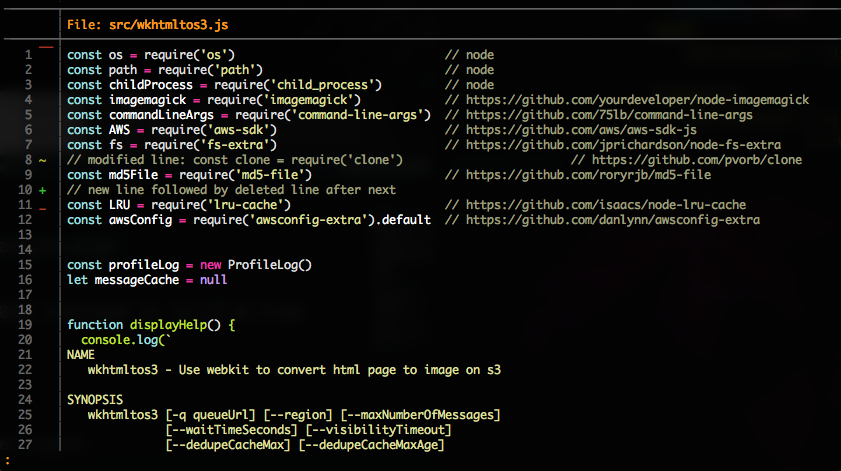 File: src/wkhtmltos3.js
1 const os = require('os') // node
2 const path = require('path') // node
3 const childProcess = require('child_process') // node
4 const imagemagick = require('imagemagick') // https://github.com/yourdeveloper/node-imagemagick
5 const commandLineArgs = require('command-line-args') // https://github.com/75lb/command-line-args
6 const AWS = require('aws-sdk') // https://github.com/aws/aws-sdk-js
7 const fs = require('fs-extra') // https://github.com/jprichardson/node-fs-extra
8 ~ // modified line: const clone = require('clone') // https://github.com/pvorb/clone
9 const md5File = require('md5-file') // https://github.com/roryrjb/md5-file
10 + // new line followed by deleted line after next
11 _ const LRU = require('lru-cache') // https://github.com/isaacs/node-lru-cache
12 const awsConfig = require('awsconfig-extra').default // https://github.com/danlynn/awsconfig-extra
13
14
15 const profileLog = new ProfileLog()
16 let messageCache = null
17
18
19 function displayHelp() {
20 console.log(`
21 NAME
22 wkhtmltos3 - Use webkit to convert html page to image on s3
23
24 SYNOPSIS
25 wkhtmltos3 [-q queueUrl] [--region] [--maxNumberOfMessages]
26 [--waitTimeSeconds] [--visibilityTimeout]
27 [--dedupeCacheMax] [--dedupeCacheMaxAge]
: